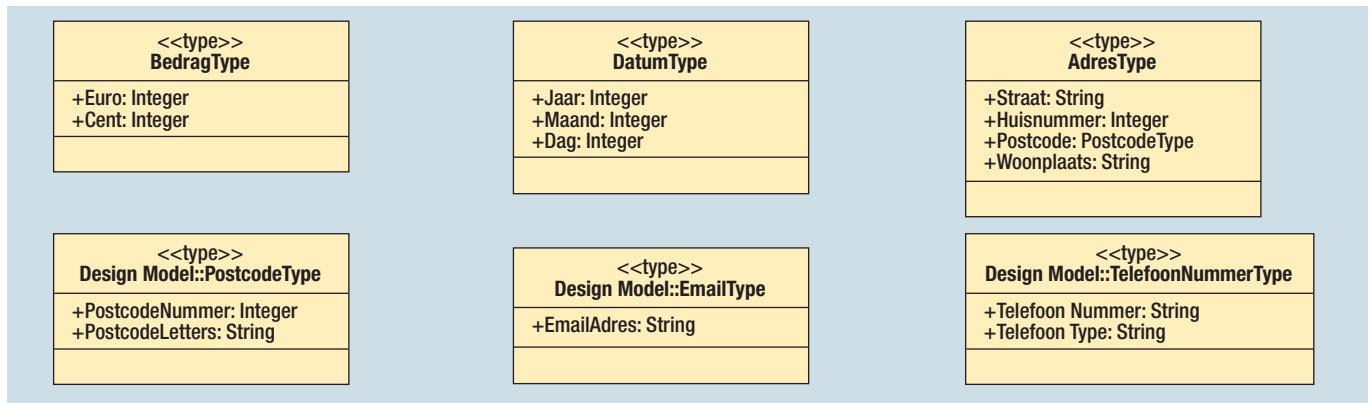 <<type>>
BedragType
+Euro: Integer
+Cent: Integer
<<type>>
DatumType
+Jaar: Integer
+Maand: Integer
+Dag: Integer
<<type>>
AdresType
+Straat: String
+Huisnummer: Integer
+Postcode: PostcodeType
+Woonplaats: String
<<type>>
Design Model::PostcodeType
+PostcodeNummer: Integer
+PostcodeLetters: String
<<type>>
Design Model::EmailType
+EmailAdres: String
<<type>>
Design Model::TelefoonNummerType
+Telefoon Nummer: String
+Telefoon Type: String